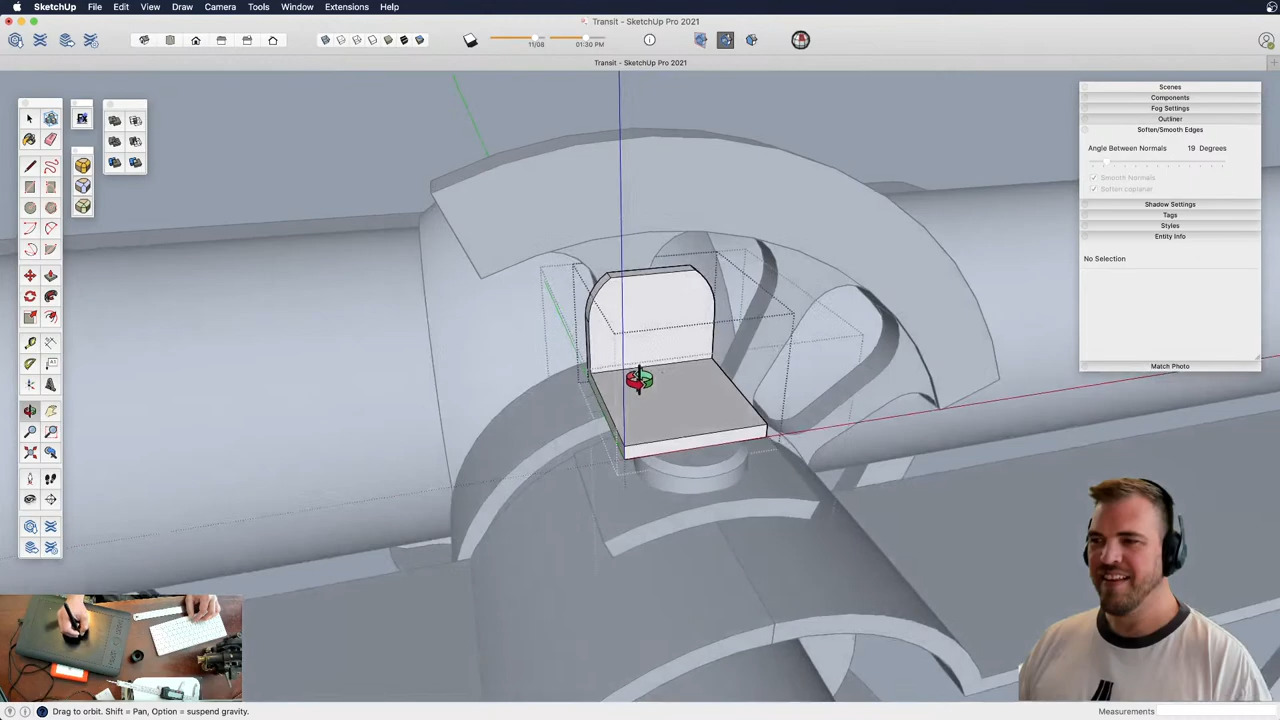 SketchUp File Edit View Draw Camera Tools Window Extensions Help
Transit - SketchUp Pro 2021
11/08 01:30 PM
Transit - SketchUp Pro 2021
Scenes
Components
Fog Settings
Outliner
Soften/Smooth Edges
Angle Between Normals 19 Degrees
Smooth Normals
Soften coplanar
Shadow Settings
Tags
Styles
Entity Info
No Selection
Match Photo
Drag to orbit. Shift = Pan, Option = suspend gravity.
Measurements